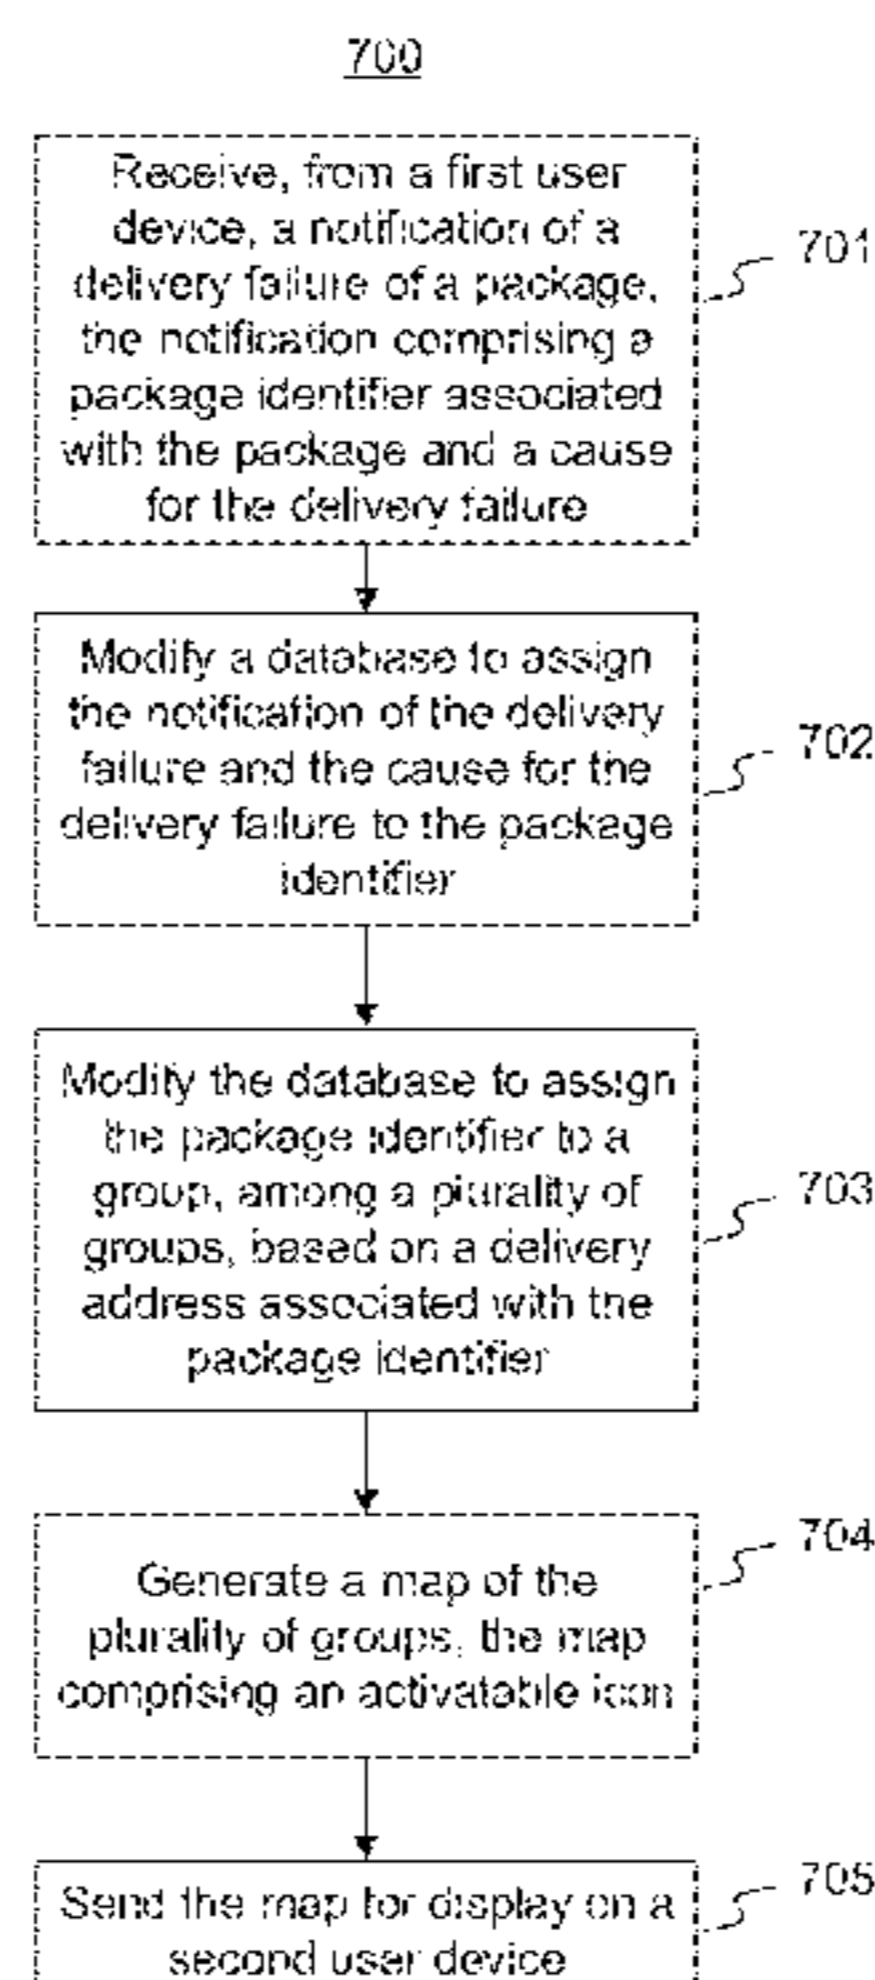 700
Receive, from a first user
device, a notification of a
delivery failure of a package,
the notification comprising a
package identifier associated
with the package and a cause
for the delivery failure
701
Modify a database to assign
the notification of the delivery
failure and the cause for the
delivery failure to the package
identifier
702
Modify the database to assign
the package identifier to a
group, among a plurality of
groups, based on a delivery
address associated with the
package identifier
703
Generate a map of the
plurality of groups, the map
comprising an activatable icon
704
Send the map for display on a
second user device
705